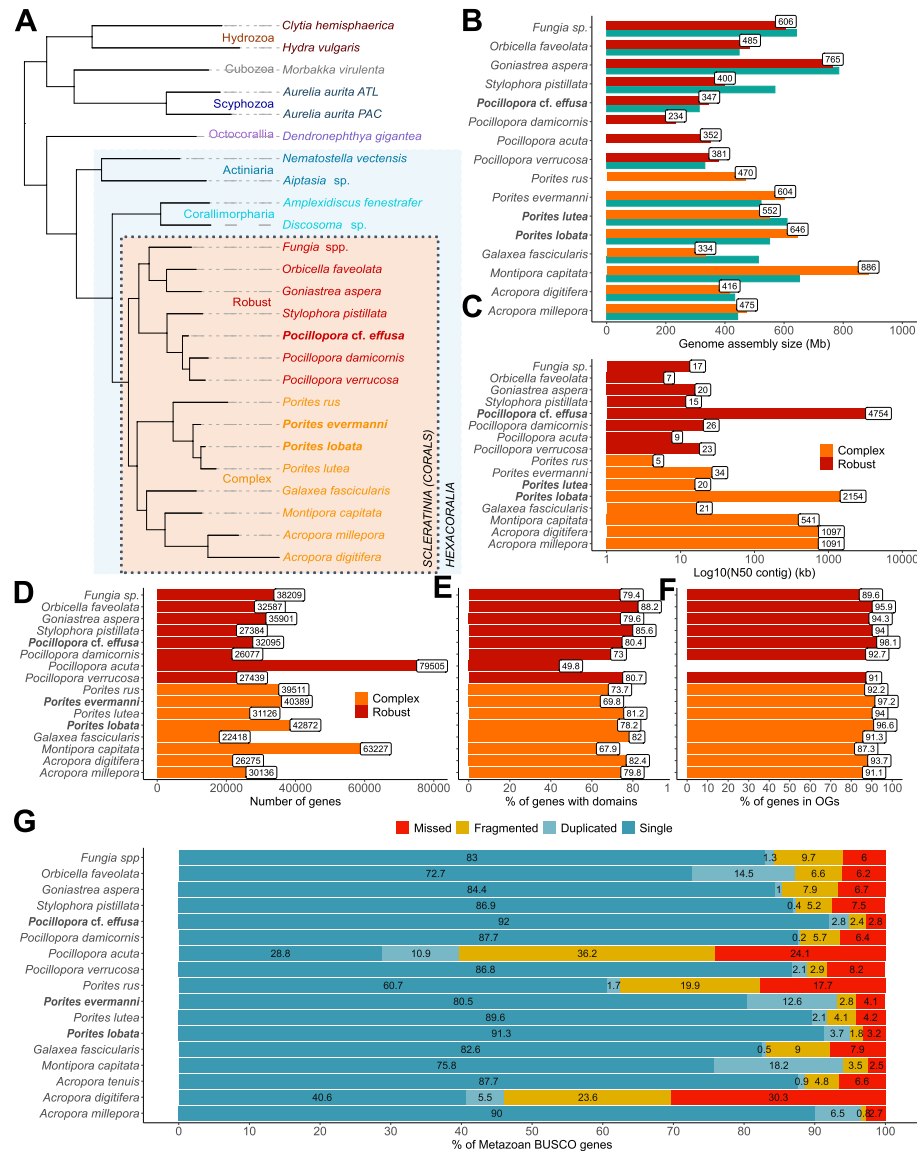 A
Clytia hemisphaerica
Hydrozoa
Hydra vulgaris
Cubozoa
Morbakka virulenta
Aurelia aurita ATL
Scyphozoa
Aurelia aurita PAC
Octocorallia
Dendronephthya gigantea
Nematostella vectensis
Actiniaria
Aiptasia sp.
Amplexidiscus fenestrafer
Corallimorpharia
Discosoma sp.
Fungia spp.
Orbicella faveolata
Goniastrea aspera
Robust
Stylophora pistillata
Pocillopora cf. effusa
Pocillopora damicornis
Pocillopora verrucosa
Porites rus
Porites evermanni
Porites lobata
Porites lutea
Complex
Galaxea fascicularis
Montipora capitata
Acropora millepora
Acropora digitifera
SCLERATINIA (CORALS)
HEXACORALIA
B
Fungia sp. 606
Orbicella faveolata 485
Goniastrea aspera 765
Stylophora pistillata 400
Pocillopora cf. effusa 347
Pocillopora damicornis 234
Pocillopora acuta 352
Pocillopora verrucosa 381
Porites rus 470
Porites evermanni 604
Porites lutea 552
Porites lobata 646
Galaxea fascicularis 334
Montipora capitata 886
Acropora digitifera 416
Acropora millepora 475
0 200 400 600 800 1000
Genome assembly size (Mb)
C
Fungia sp. 17
Orbicella faveolata 7
Goniastrea aspera 20
Stylophora pistillata 15
Pocillopora cf. effusa 4754
Pocillopora damicornis 26
Pocillopora acuta 9
Pocillopora verrucosa 23
Porites rus 5
Porites evermanni 34
Porites lutea 20
Porites lobata 2154
Galaxea fascicularis 21
Montipora capitata 541
Acropora digitifera 1097
Acropora millepora 1091
Complex
Robust
1 10 100 1000 10000
Log10(N50 contig) (kb)
D
Fungia sp. 38209
Orbicella faveolata 32587
Goniastrea aspera 35901
Stylophora pistillata 27384
Pocillopora cf. effusa 32095
Pocillopora damicornis 26077
Pocillopora acuta 79505
Pocillopora verrucosa 27439
Porites rus 39511
Porites evermanni 40389
Porites lutea 31126
Porites lobata 42872
Galaxea fascicularis 22418
Montipora capitata 63227
Acropora digitifera 26275
Acropora millepora 30136
Complex
Robust
0 20000 40000 60000 80000
Number of genes
E
79.4
88.2
79.6
85.6
80.4
73
49.8
80.7
73.7
69.8
81.2
78.2
82
67.9
82.4
79.8
0 20 40 60 80 1
% of genes with domains
F
89.6
95.9
94.3
94
98.1
92.7
91
92.2
97.2
94
96.6
91.3
87.3
93.7
91.1
0 10 20 30 40 50 60 70 80 90 100
% of genes in OGs
G
Missed Fragmented Duplicated Single
Fungia spp 83 1.3 9.7 6
Orbicella faveolata 72.7 14.5 6.6 6.2
Goniastrea aspera 84.4 1 7.9 6.7
Stylophora pistillata 86.9 0.4 5.2 7.5
Pocillopora cf. effusa 92 2.8 2.4 2.8
Pocillopora damicornis 87.7 0.2 5.7 6.4
Pocillopora acuta 28.8 10.9 36.2 24.1
Pocillopora verrucosa 86.8 2.1 2.9 8.2
Porites rus 60.7 1.7 19.9 17.7
Porites evermanni 80.5 12.6 2.8 4.1
Porites lutea 89.6 2.1 4.1 4.2
Porites lobata 91.3 3.7 1.8 3.2
Galaxea fascicularis 82.6 0.5 9 7.9
Montipora capitata 75.8 18.2 3.5 2.5
Acropora tenuis 87.7 0.9 4.8 6.6
Acropora digitifera 40.6 5.5 23.6 30.3
Acropora millepora 90 6.5 0.8 2.7
0 10 20 30 40 50 60 70 80 90 100
% of Metazoan BUSCO genes